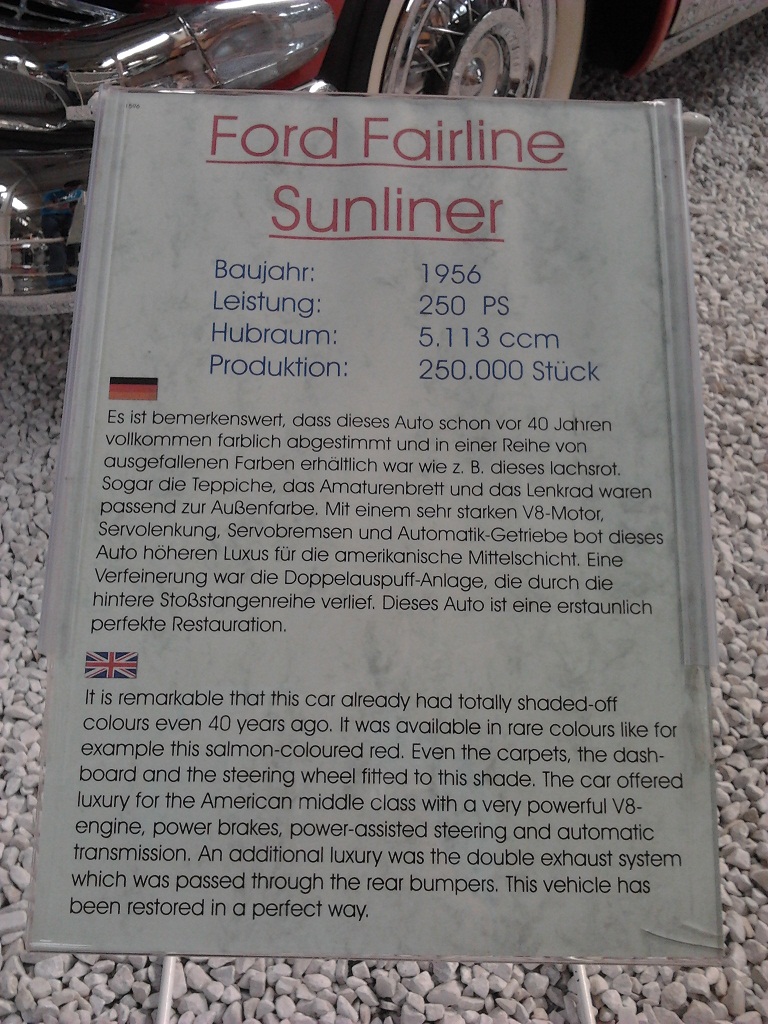 Ford Fairline
Sunliner
Baujahr: 1956
Leistung: 250 PS
Hubraum: 5.113 ccm
Produktion: 250.000 Stück
Es ist bemerkenswert, dass dieses Auto schon vor 40 Jahren
vollkommen farblich abgestimmt und in einer Reihe von
ausgefallenen Farben erhältlich war wie z. B. dieses lachsrot.
Sogar die Teppiche, das Amaturenbrett und das Lenkrad waren
passend zur Außenfarbe. Mit einem sehr starken V8-Motor,
Servolenkung, Servobremsen und Automatik-Getriebe bot dieses
Auto höheren Luxus für die amerikanische Mittelschicht. Eine
Verfeinerung war die Doppelauspuff-Anlage, die durch die
hintere Stoßstangenreihe verlief. Dieses Auto ist eine erstaunlich
perfekte Restauration.
It is remarkable that this car already had totally shaded-off
colours even 40 years ago. It was available in rare colours like for
example this salmon-coloured red. Even the carpets, the dash-
board and the steering wheel fitted to this shade. The car offered
luxury for the American middle class with a very powerful V8-
engine, power brakes, power-assisted steering and automatic
transmission. An additional luxury was the double exhaust system
which was passed through the rear bumpers. This vehicle has
been restored in a perfect way.